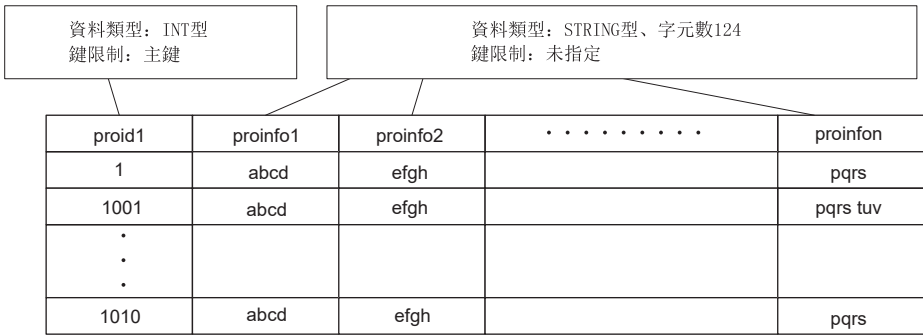 資料類型：INT型
鍵限制：主鍵
資料類型：STRING型、字元數124
鍵限制：未指定
proid1 proinfo1 proinfo2 ・・・・・・・・・ proinfon
1 abcd efgh pqrs
1001 abcd efgh pqrs tuv
・
・
・
1010 abcd efgh pqrs